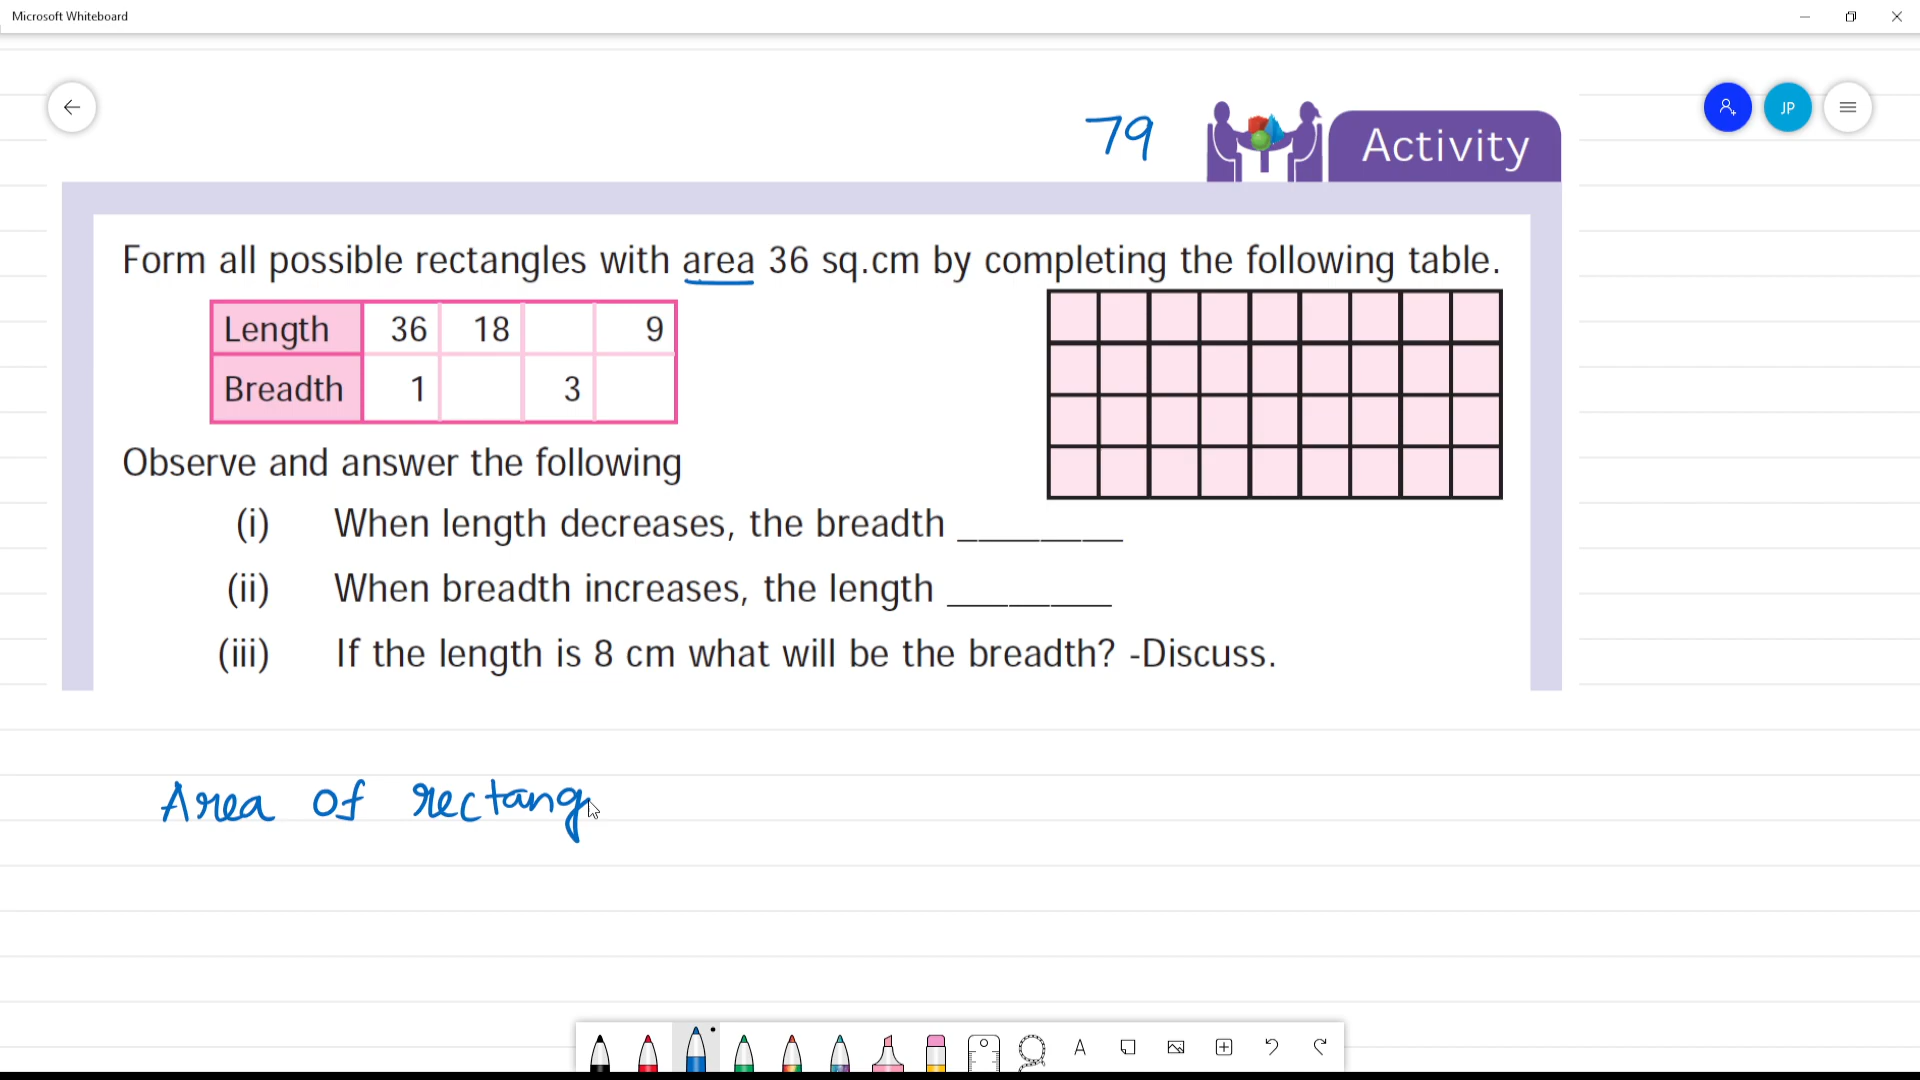 Microsoft Whiteboard
JP
79
Activity
Form all possible rectangles with area 36 sq.cm by completing the following table.
Length 36 18 9
Breadth 1 3
Observe and answer the following
(i) When length decreases, the breadth ________
(ii) When breadth increases, the length ________
(iii) If the length is 8 cm what will be the breadth? -Discuss.
Area of rectang
A